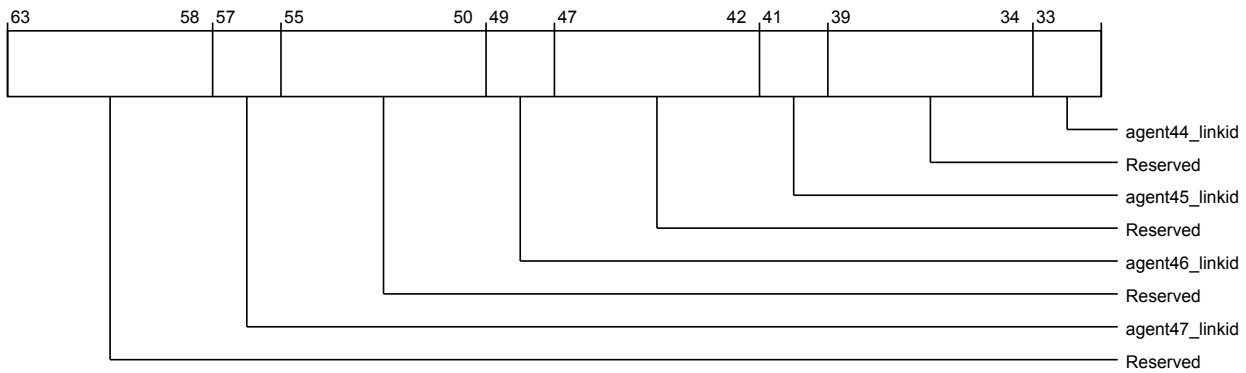 63 58 57 55 50 49 47 42 41 39 34 33
agent44_linkid
Reserved
agent45_linkid
Reserved
agent46_linkid
Reserved
agent47_linkid
Reserved